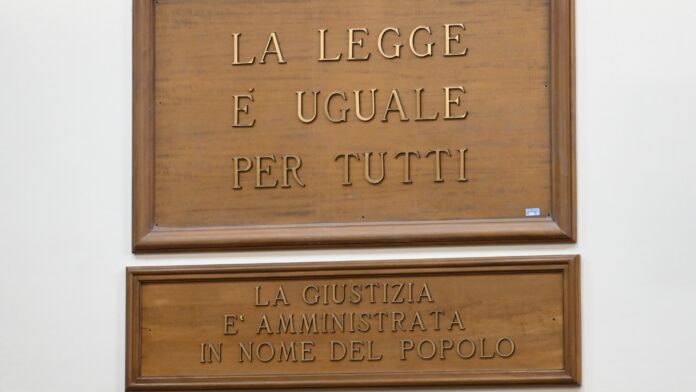 LA LEGGE
E' UGUALE
PER TUTTI
LA GIUSTIZIA
E' AMMINISTRATA
IN NOME DEL POPOLO